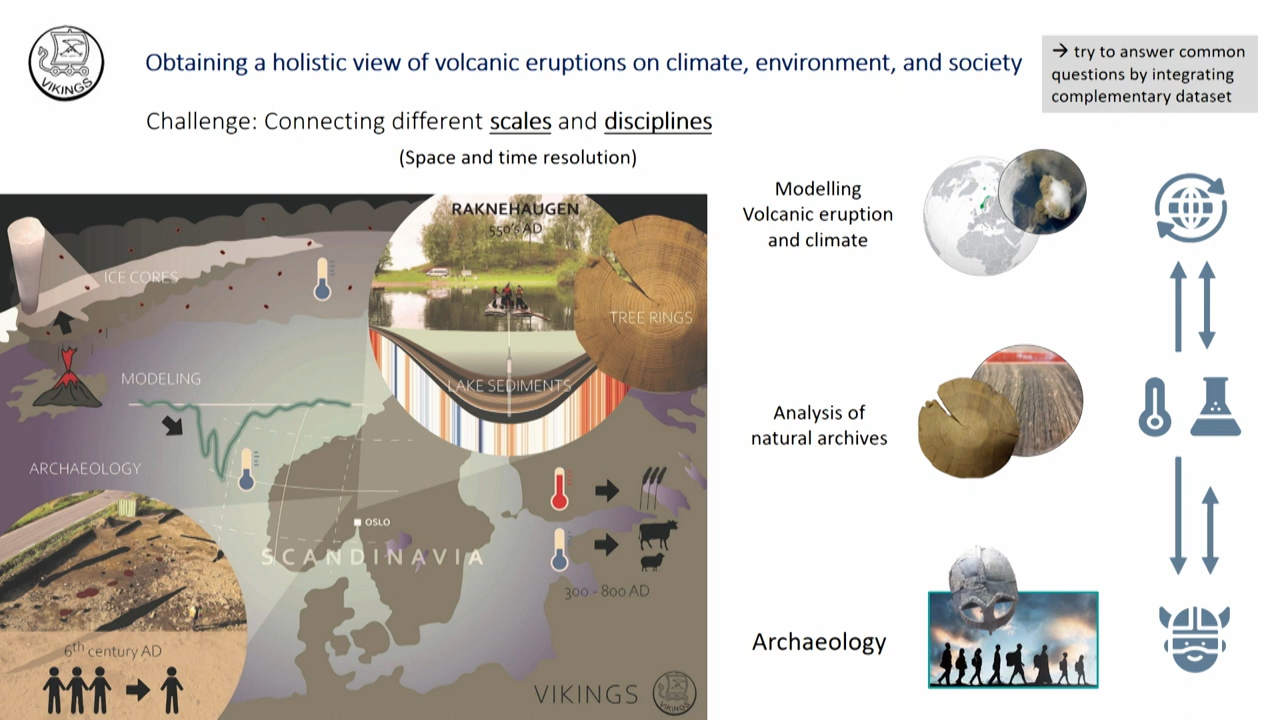 VIKINGS
Obtaining a holistic view of volcanic eruptions on climate, environment, and society
→ try to answer common
questions by integrating
complementary dataset
Challenge: Connecting different scales and disciplines
(Space and time resolution)
RAKNEHAUGEN
550's AD
ICE CORES
TREE RINGS
MODELING
LAKE SEDIMENTS
ARCHAEOLOGY
OSLO
SCANDINAVIA
300 - 800 AD
6th century AD
VIKINGS
VIKINGS
Modelling
Volcanic eruption
and climate
Analysis of
natural archives
Archaeology